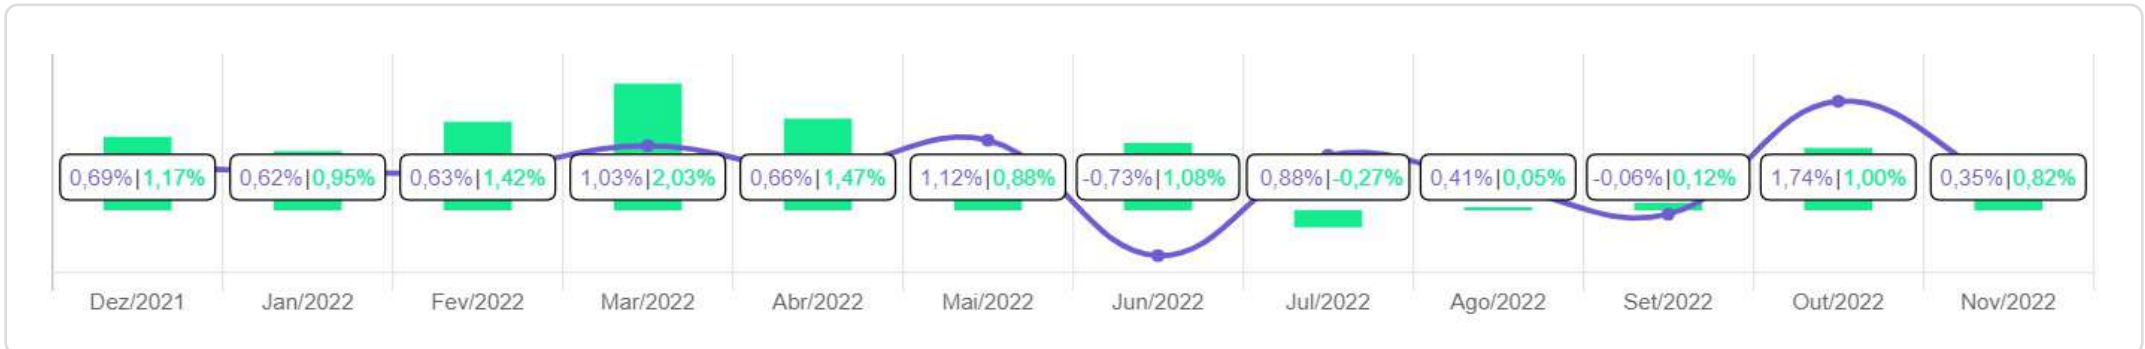 0,69%|1,17% 0,62%|0,95% 0,63%|1,42% 1,03%|2,03% 0,66%|1,47% 1,12%|0,88% -0,73%|1,08% 0,88%|-0,27% 0,41%|0,05% -0,06%|0,12% 1,74%|1,00% 0,35%|0,82%
Dez/2021 Jan/2022 Fev/2022 Mar/2022 Abr/2022 Mai/2022 Jun/2022 Jul/2022 Ago/2022 Set/2022 Out/2022 Nov/2022